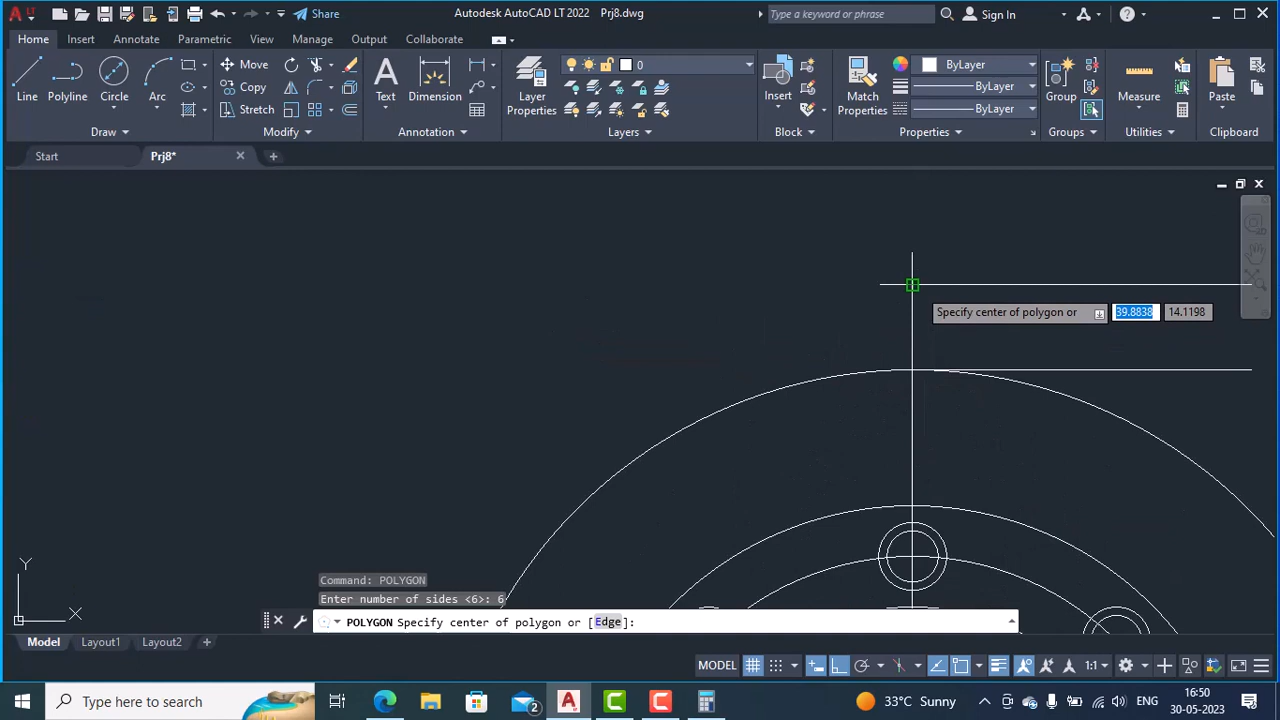 Share
Autodesk AutoCAD LT 2022 Prj8.dwg
Type a keyword or phrase
Sign In
Home Insert Annotate Parametric View Manage Output Collaborate
Line Polyline Circle Arc
Move
Copy
Stretch
Text Dimension
Layer Properties
0
Insert
Match Properties
ByLayer
ByLayer
ByLayer
Group
Measure
Paste
Draw Modify Annotation Layers Block Properties Groups Utilities Clipboard
Start Prj8*
Specify center of polygon or 39.8838 14.1198
Y
X
Command: POLYGON
Enter number of sides <6>: 6
POLYGON Specify center of polygon or [Edge]:
Model Layout1 Layout2
MODEL 1:1
Type here to search
2
33°C Sunny
ENG
16:50
30-05-2023